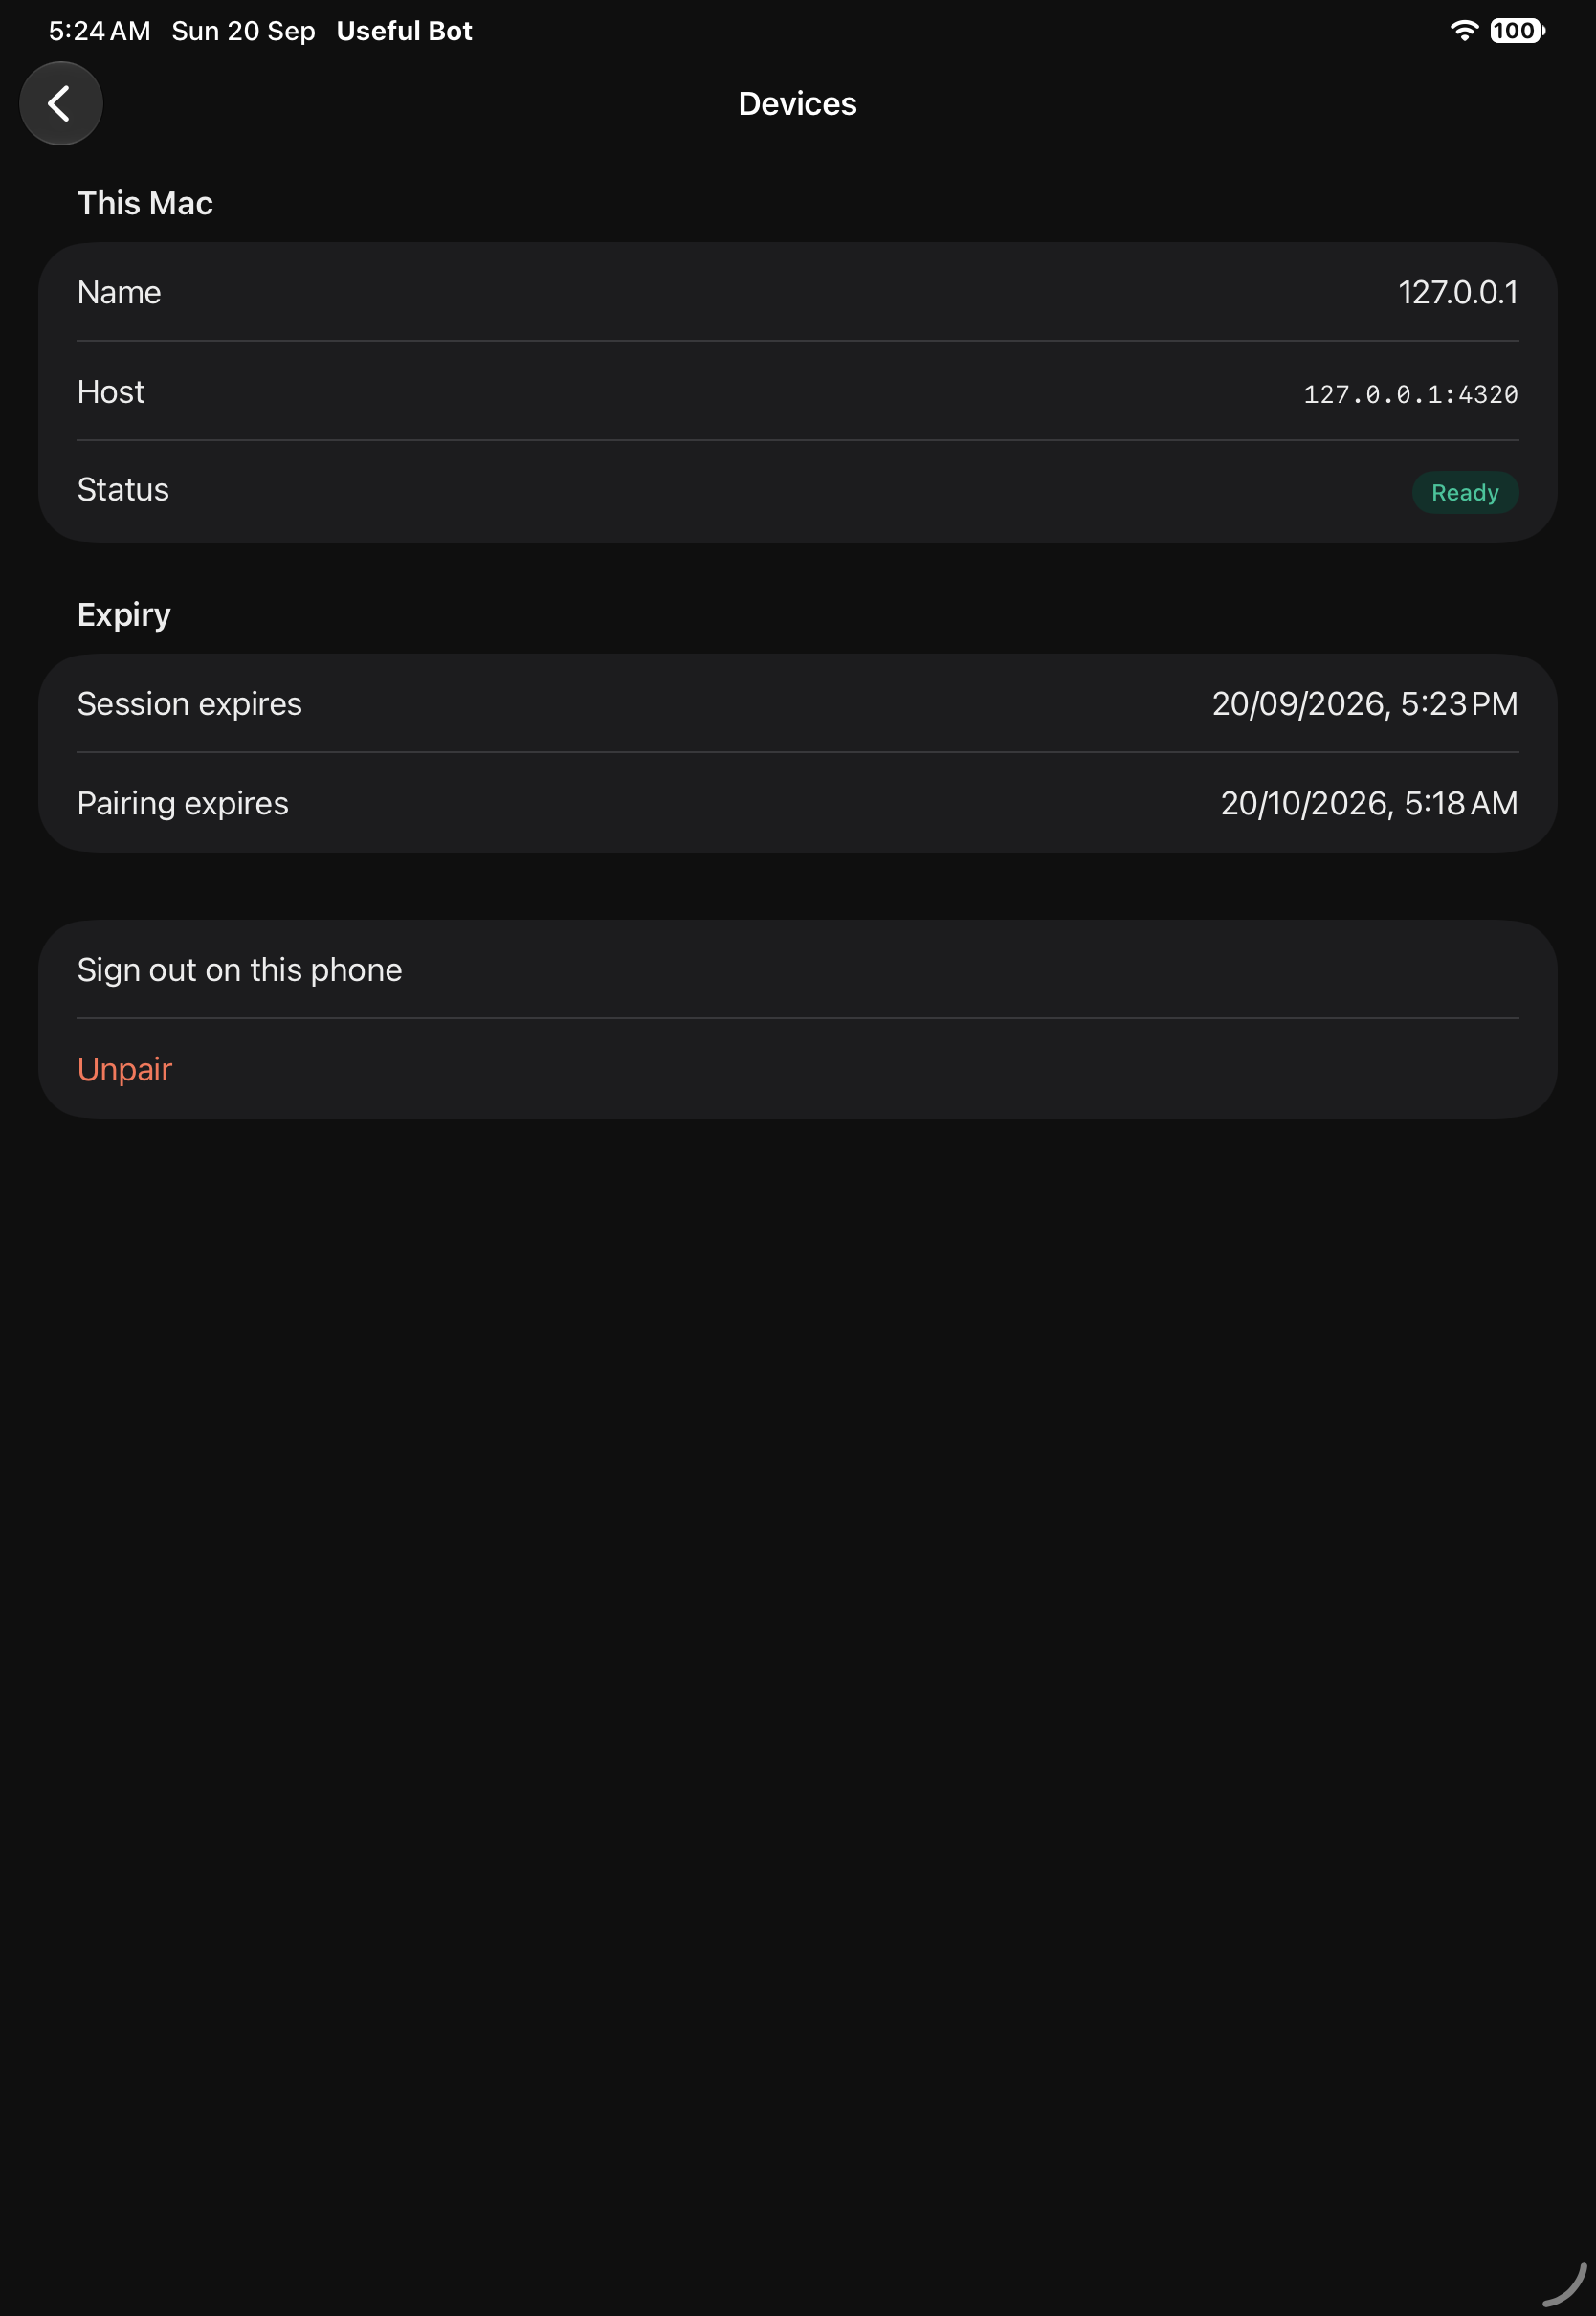 5:24 AM Sun 20 Sep Useful Bot 100
Devices
This Mac
Name 127.0.0.1
Host 127.0.0.1:4320
Status Ready
Expiry
Session expires 20/09/2026, 5:23 PM
Pairing expires 20/10/2026, 5:18 AM
Sign out on this phone
Unpair